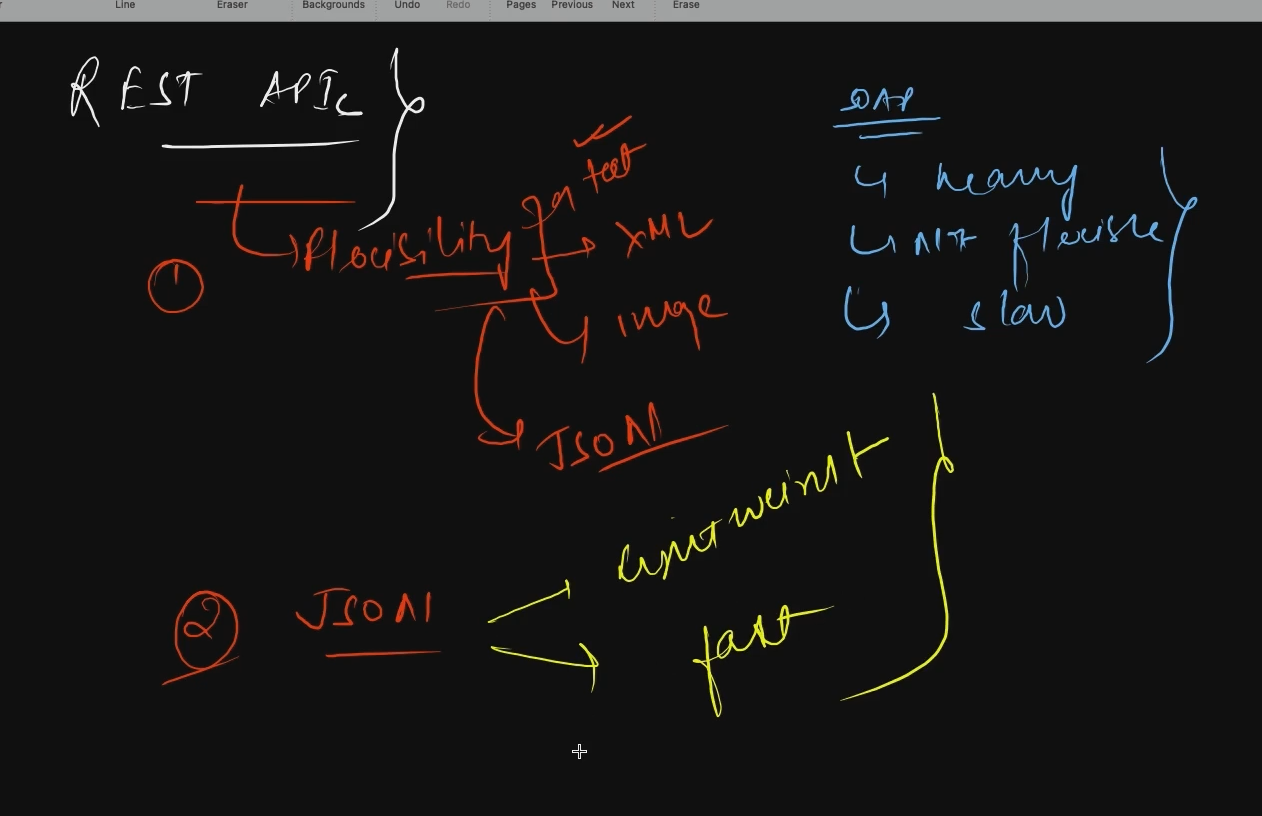 Line Eraser Backgrounds Undo Redo Pages Previous Next Erase
REST APIs
SOAP
heavy
not flexible
slow
1
Flexibility
text
XML
image
JSON
2 JSON
lightweight
fast